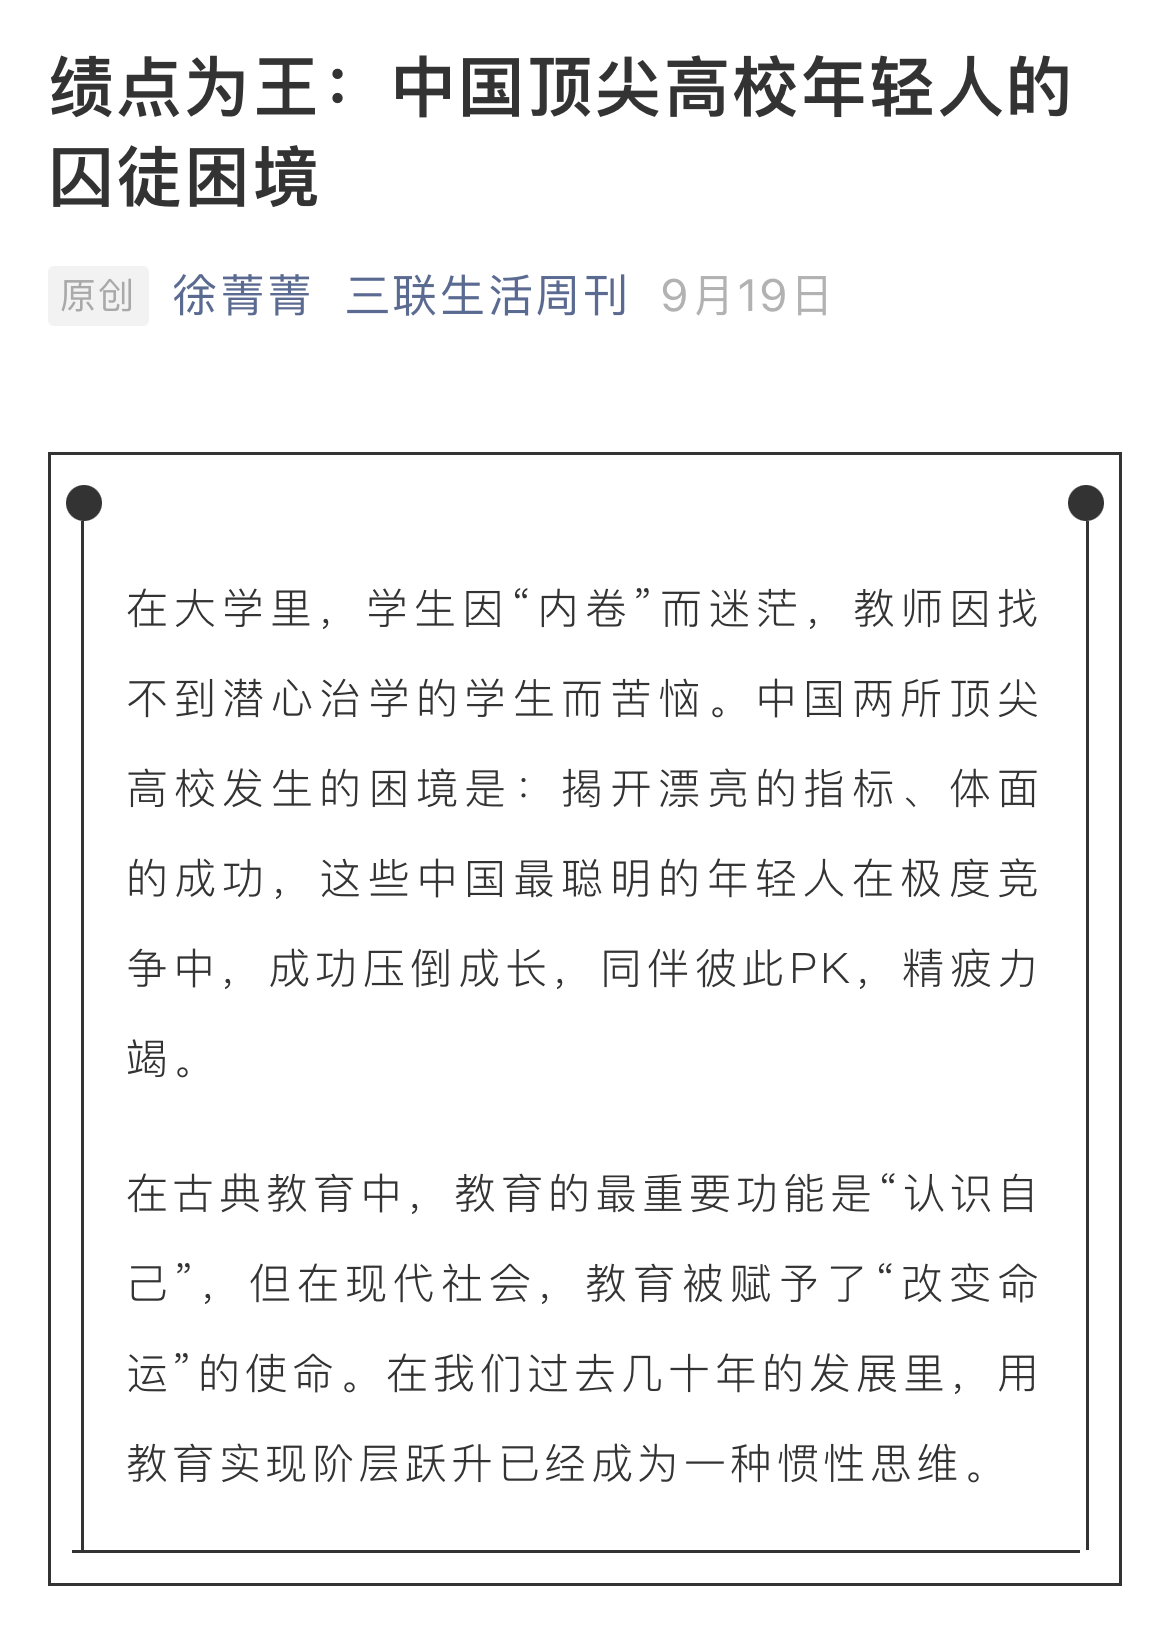 绩点为王：中国顶尖高校年轻人的
囚徒困境
原创 徐菁菁 三联生活周刊 9月19日
在大学里，学生因“内卷”而迷茫，教师因找
不到潜心治学的学生而苦恼。中国两所顶尖
高校发生的困境是：揭开漂亮的指标、体面
的成功，这些中国最聪明的年轻人在极度竞
争中，成功压倒成长，同伴彼此PK，精疲力
竭。
在古典教育中，教育的最重要功能是“认识自
己”，但在现代社会，教育被赋予了“改变命
运”的使命。在我们过去几十年的发展里，用
教育实现阶层跃升已经成为一种惯性思维。